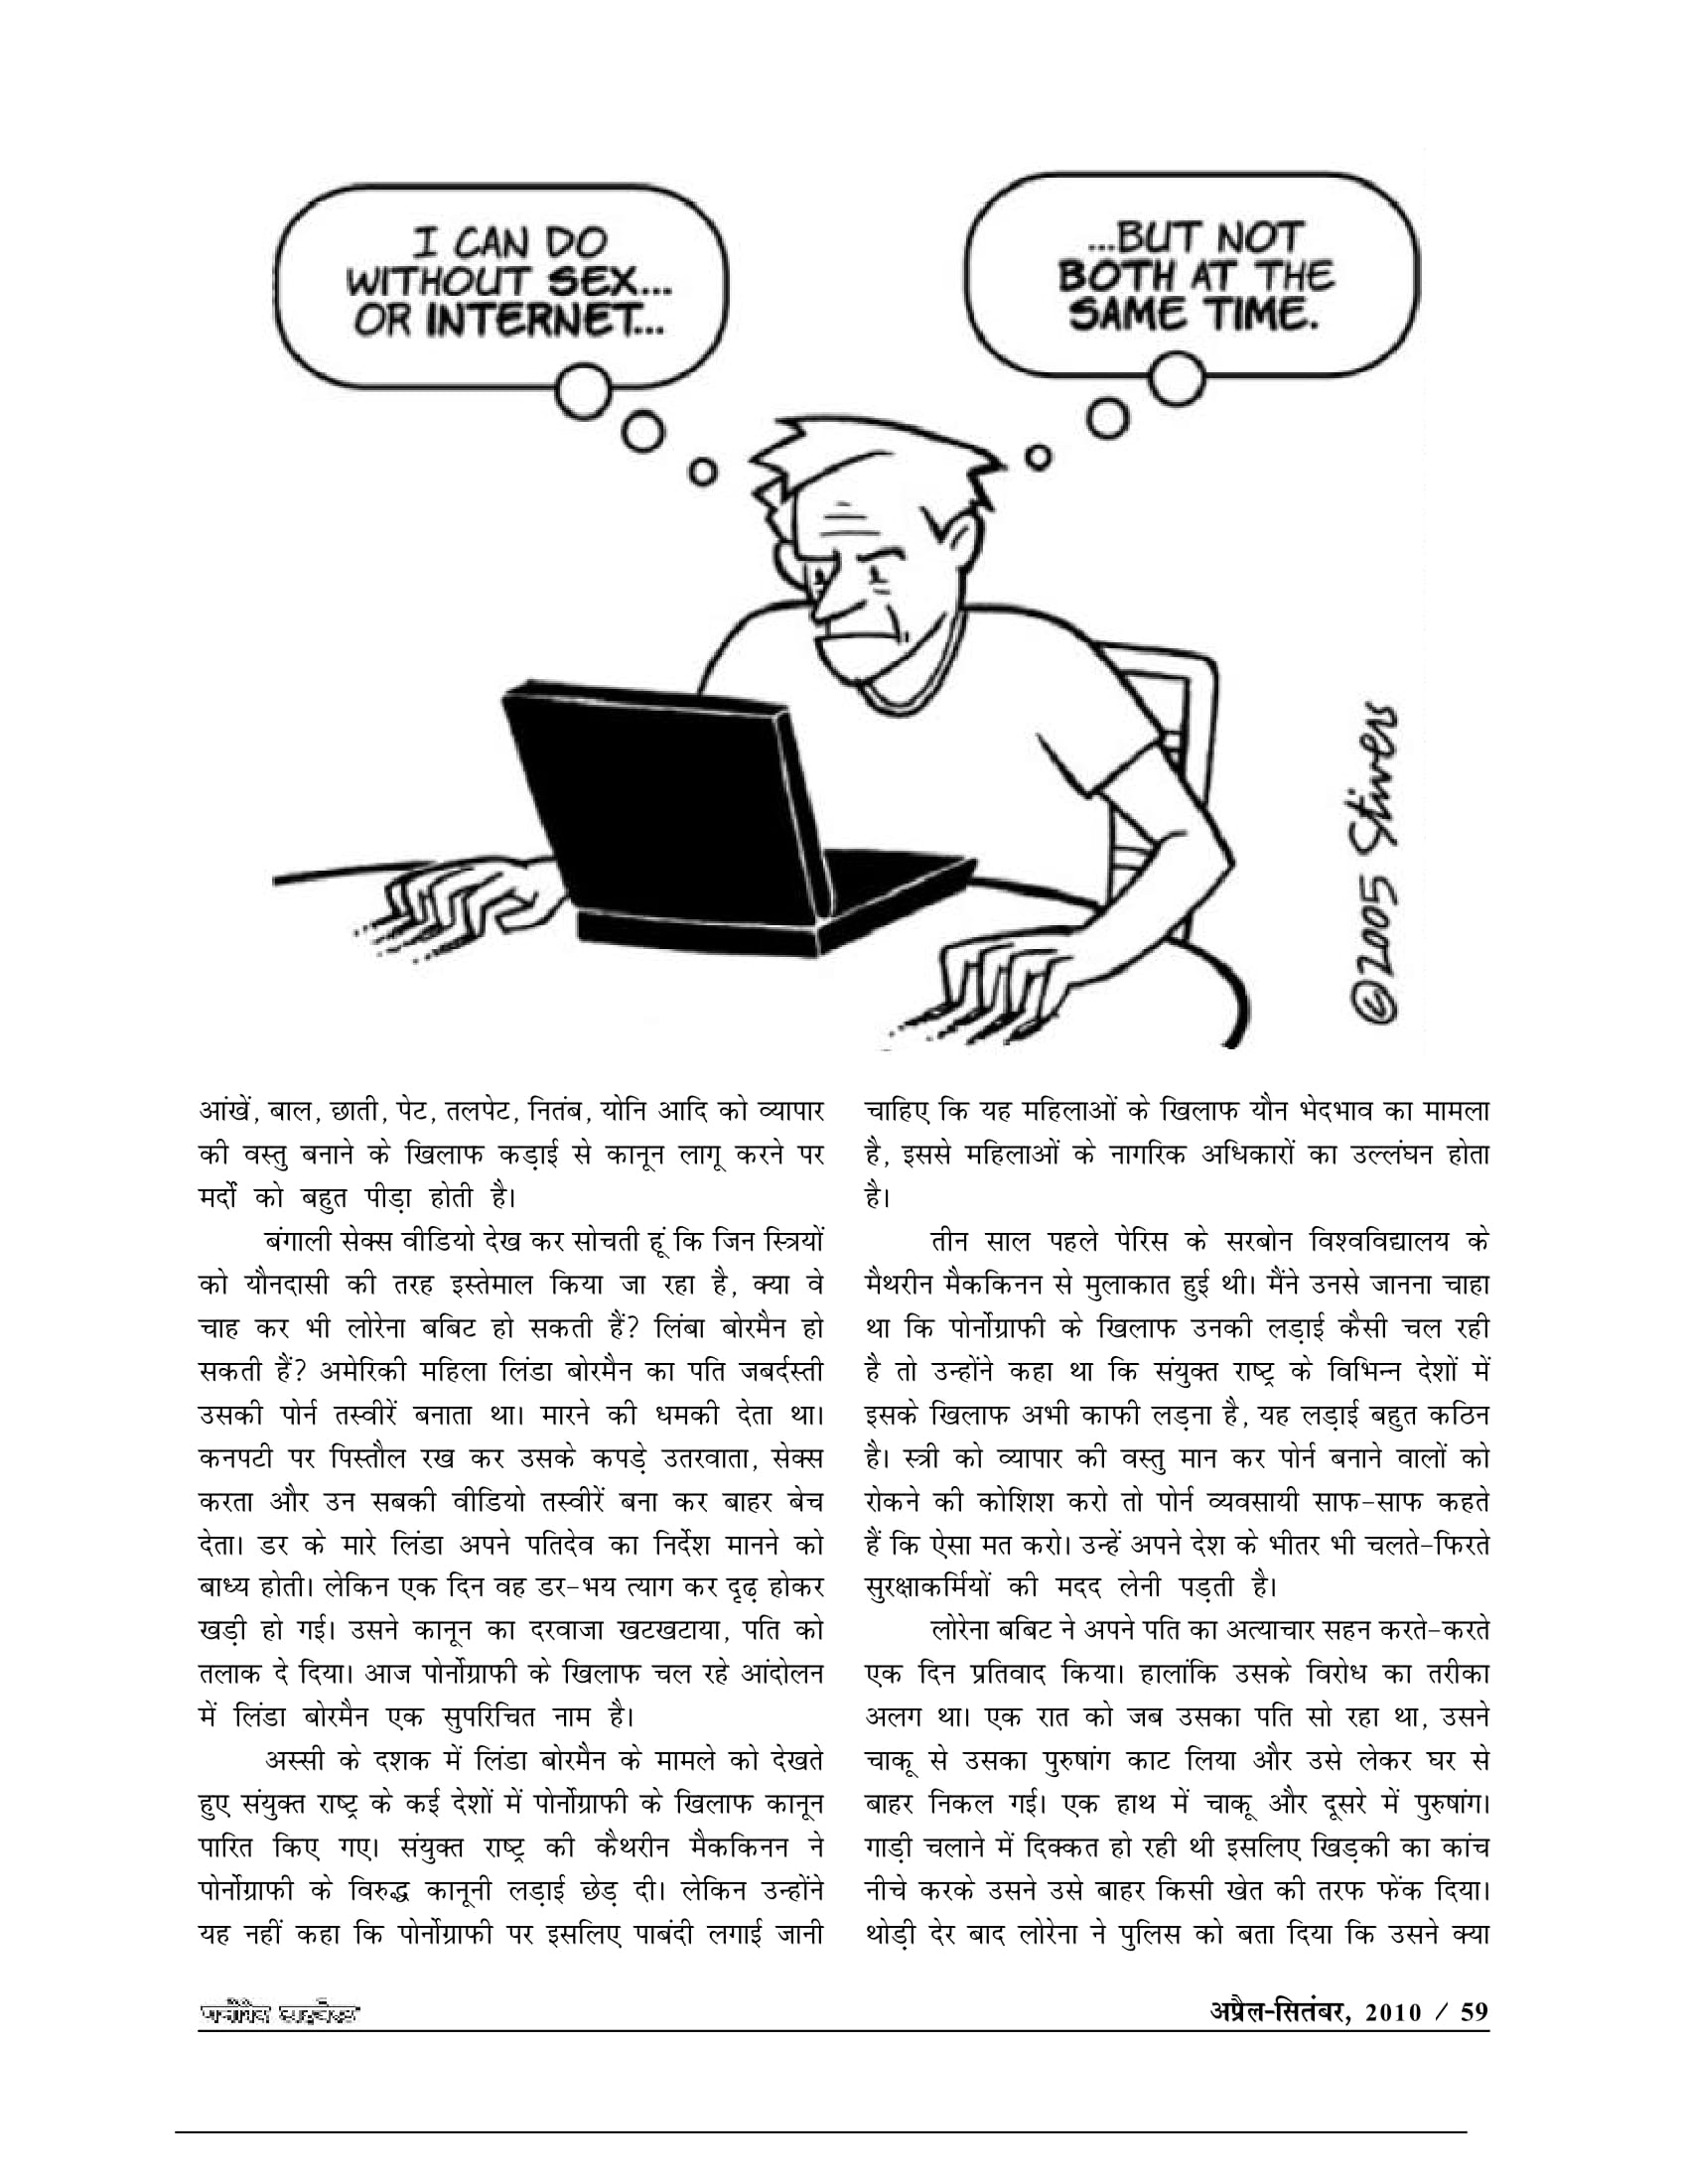 I CAN DO
WITHOUT SEX...
OR INTERNET...
...BUT NOT
BOTH AT THE
SAME TIME.
©2005 Stivers
आंखें, बाल, छाती, पेट, तलपेट, नितंब, योनि आदि को व्यापार
की वस्तु बनाने के खिलाफ कड़ाई से कानून लागू करने पर
मर्दों को बहुत पीड़ा होती है।
बंगाली सेक्स वीडियो देख कर सोचती हूं कि जिन स्त्रियों
को यौनदासी की तरह इस्तेमाल किया जा रहा है, क्या वे
चाह कर भी लोरेना बबिट हो सकती हैं? लिंबा बोरमैन हो
सकती हैं? अमेरिकी महिला लिंडा बोरमैन का पति जबर्दस्ती
उसकी पोर्न तस्वीरें बनाता था। मारने की धमकी देता था।
कनपटी पर पिस्तौल रख कर उसके कपड़े उतरवाता, सेक्स
करता और उन सबकी वीडियो तस्वीरें बना कर बाहर बेच
देता। डर के मारे लिंडा अपने पतिदेव का निर्देश मानने को
बाध्य होती। लेकिन एक दिन वह डर-भय त्याग कर दृढ़ होकर
खड़ी हो गई। उसने कानून का दरवाजा खटखटाया, पति को
तलाक दे दिया। आज पोर्नोग्राफी के खिलाफ चल रहे आंदोलन
में लिंडा बोरमैन एक सुपरिचित नाम है।
अस्सी के दशक में लिंडा बोरमैन के मामले को देखते
हुए संयुक्त राष्ट्र के कई देशों में पोर्नोग्राफी के खिलाफ कानून
पारित किए गए। संयुक्त राष्ट्र की कैथरीन मैककिनन ने
पोर्नोग्राफी के विरुद्ध कानूनी लड़ाई छेड़ दी। लेकिन उन्होंने
यह नहीं कहा कि पोर्नोग्राफी पर इसलिए पाबंदी लगाई जानी
चाहिए कि यह महिलाओं के खिलाफ यौन भेदभाव का मामला
है, इससे महिलाओं के नागरिक अधिकारों का उल्लंघन होता
है।
तीन साल पहले पेरिस के सरबोन विश्वविद्यालय के
मैथरीन मैककिनन से मुलाकात हुई थी। मैंने उनसे जानना चाहा
था कि पोर्नोग्राफी के खिलाफ उनकी लड़ाई कैसी चल रही
है तो उन्होंने कहा था कि संयुक्त राष्ट्र के विभिन्न देशों में
इसके खिलाफ अभी काफी लड़ना है, यह लड़ाई बहुत कठिन
है। स्त्री को व्यापार की वस्तु मान कर पोर्न बनाने वालों को
रोकने की कोशिश करो तो पोर्न व्यवसायी साफ-साफ कहते
हैं कि ऐसा मत करो। उन्हें अपने देश के भीतर भी चलते-फिरते
सुरक्षाकर्मियों की मदद लेनी पड़ती है।
लोरेना बबिट ने अपने पति का अत्याचार सहन करते-करते
एक दिन प्रतिवाद किया। हालांकि उसके विरोध का तरीका
अलग था। एक रात को जब उसका पति सो रहा था, उसने
चाकू से उसका पुरुषांग काट लिया और उसे लेकर घर से
बाहर निकल गई। एक हाथ में चाकू और दूसरे में पुरुषांग।
गाड़ी चलाने में दिक्कत हो रही थी इसलिए खिड़की का कांच
नीचे करके उसने उसे बाहर किसी खेत की तरफ फेंक दिया।
थोड़ी देर बाद लोरेना ने पुलिस को बता दिया कि उसने क्या
अप्रैल-सितंबर, 2010 / 59